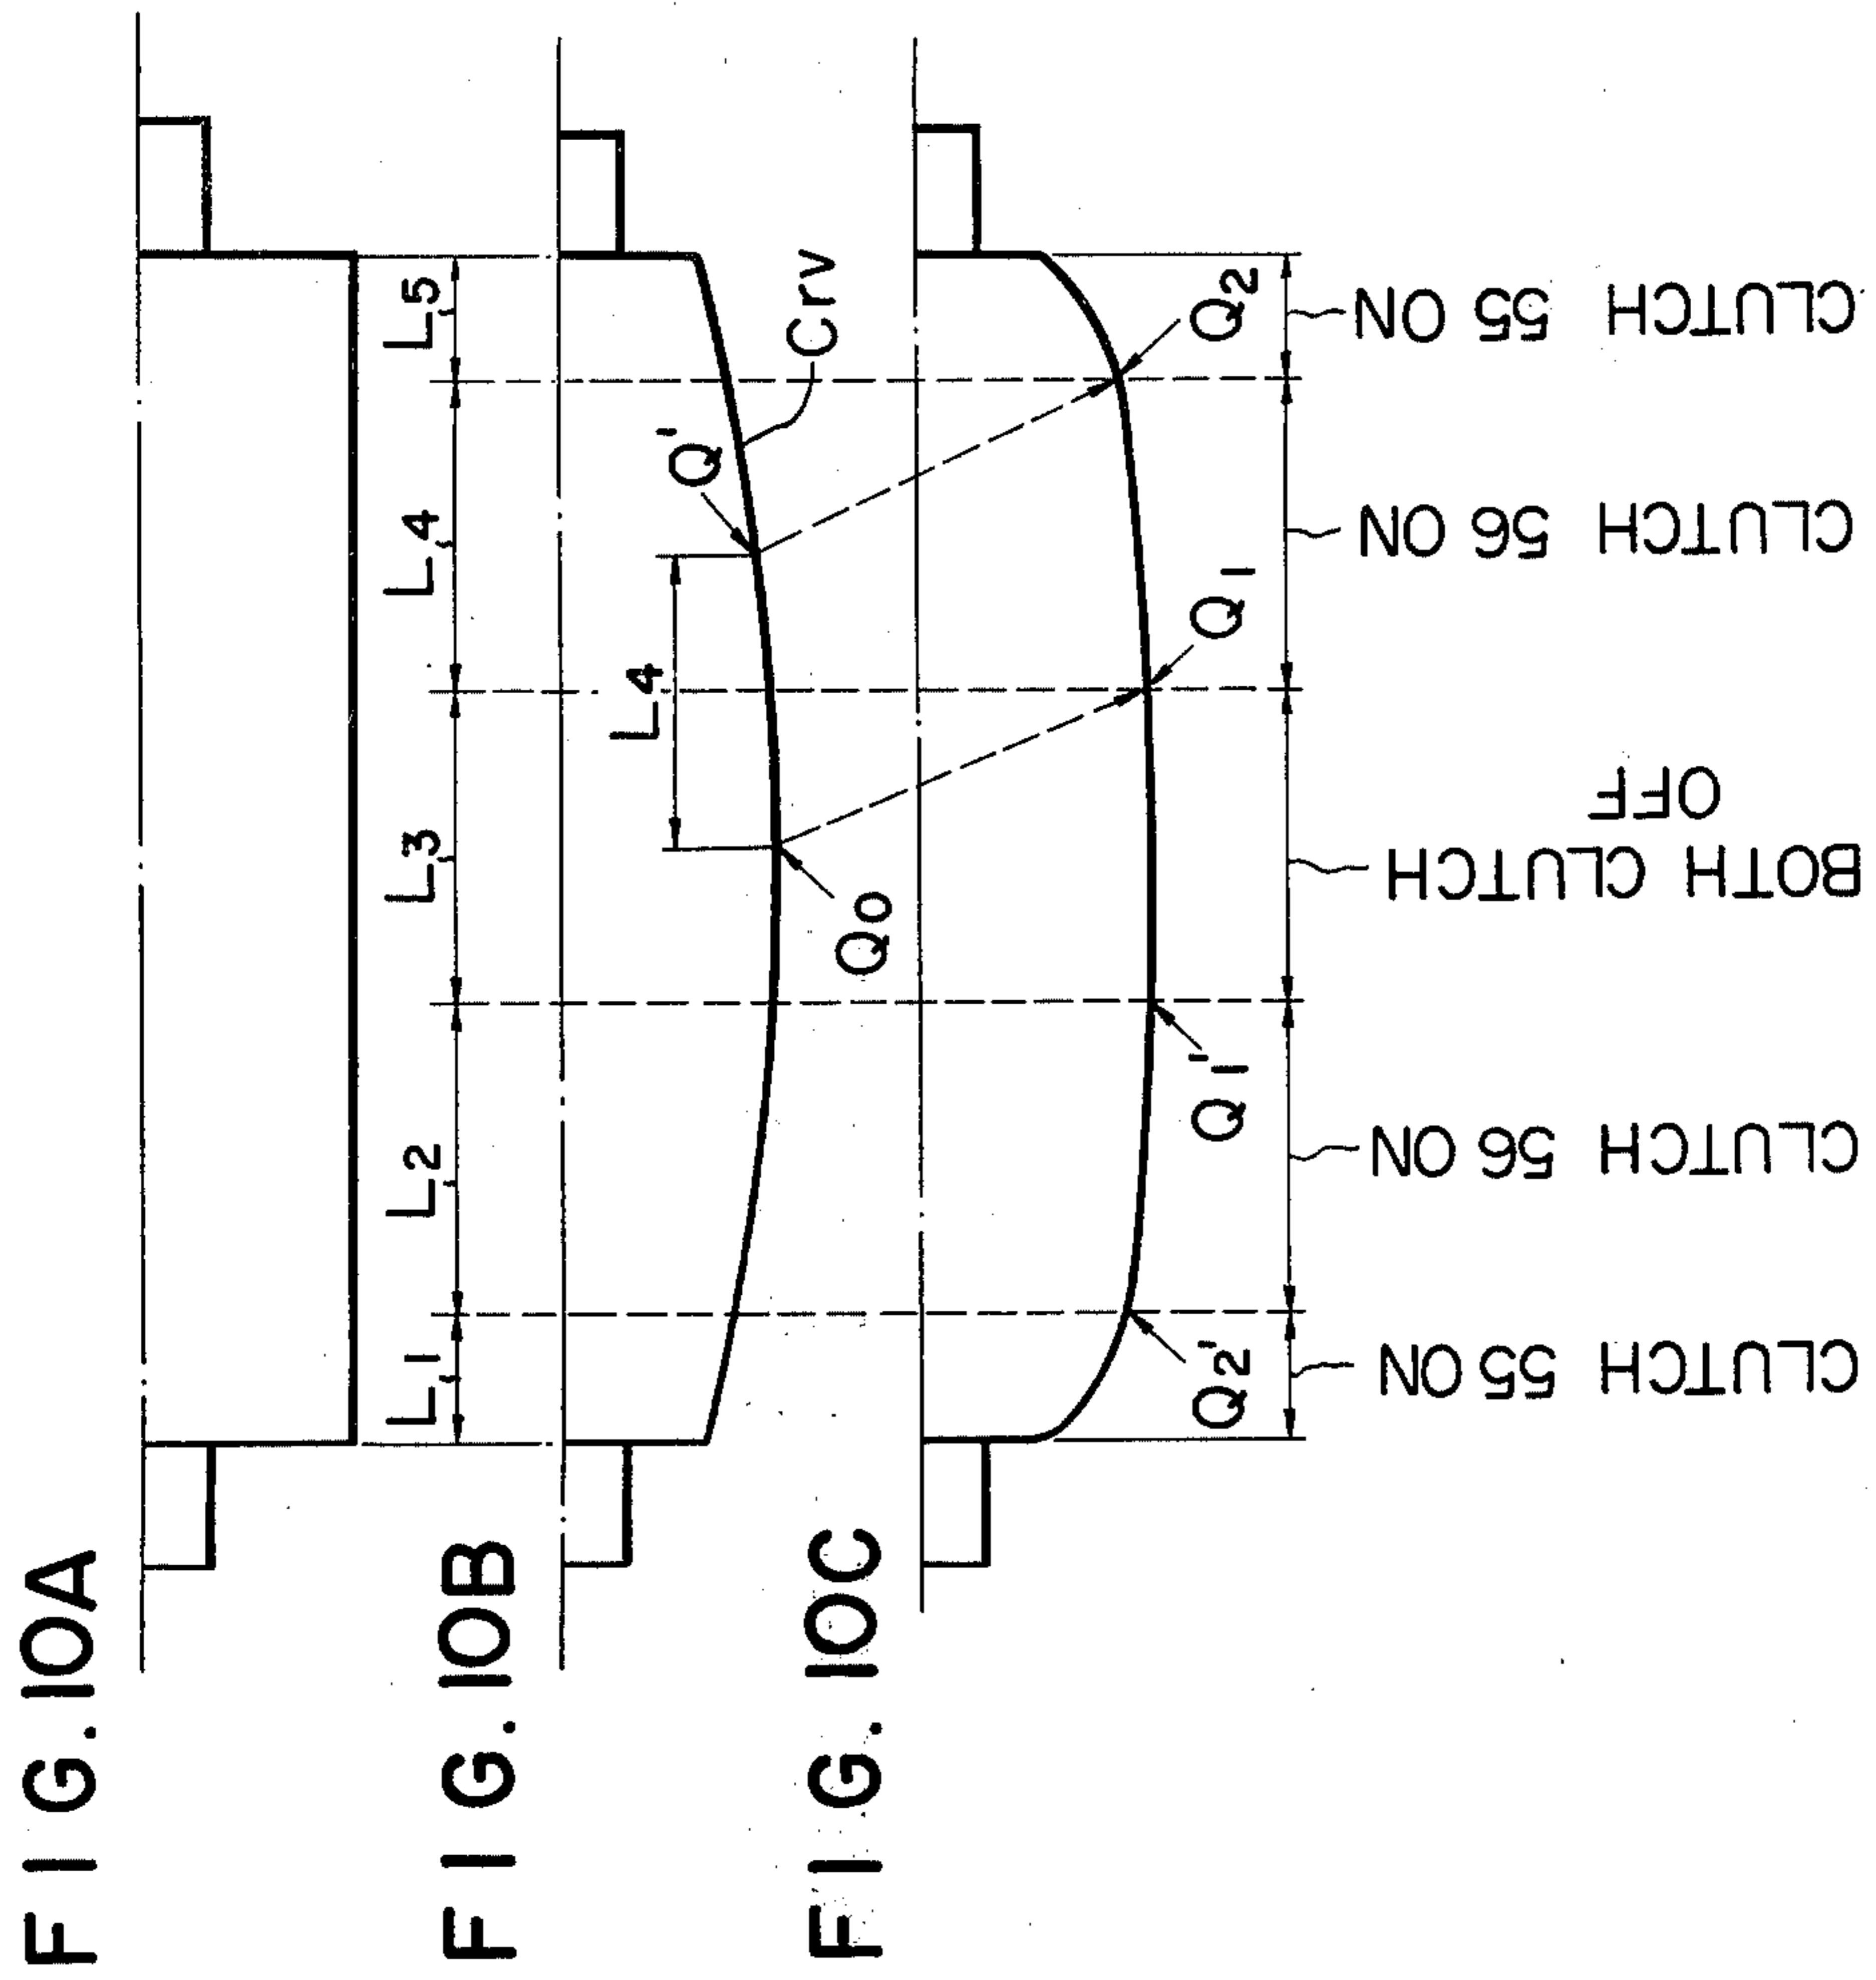 FIG. 10A
L1
L2
L3
L4
L5
FIG. 10B
Qo
L4
Q'
Crv
FIG. 10C
Q2'
Q1'
Q1
Q2
CLUTCH 55 ON
CLUTCH 56 ON
BOTH CLUTCH
OFF
CLUTCH 56 ON
CLUTCH 55 ON